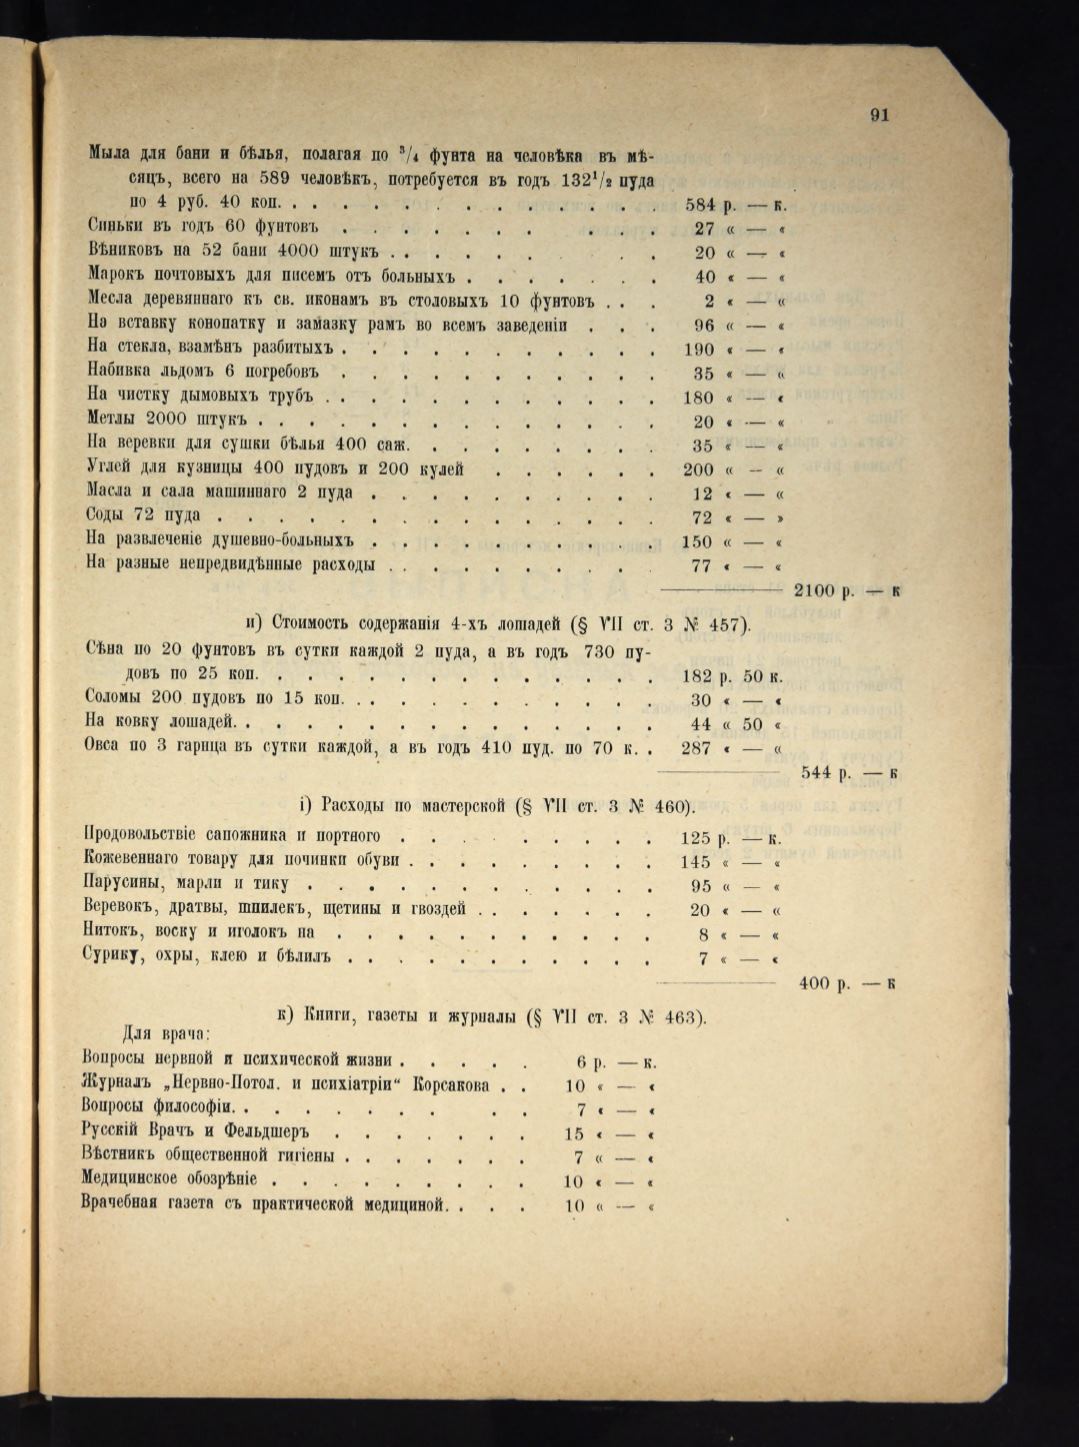 91
Мыла для бани и бѣлья, полагая по ³/₄ фунта на человѣка въ мѣ-
сяцъ, всего на 589 человѣкъ, потребуется въ годъ 132¹/₂ пуда
по 4 руб. 40 коп. . . . . . . . . . . . . . 584 р. — к.
Синьки въ годъ 60 фунтовъ . . . . . . . . . . 27 « — «
Вѣниковъ на 52 бани 4000 штукъ . . . . . . . . 20 « — «
Марокъ почтовыхъ для писемъ отъ больныхъ . . . . . . . 40 « — «
Месла деревяннаго къ св. иконамъ въ столовыхъ 10 фунтовъ . . . 2 « — «
На вставку конопатку и замазку рамъ во всемъ заведеніи . . . 96 « — «
На стекла, взамѣнъ разбитыхъ . . . . . . . . . . . 190 « — «
Набивка льдомъ 6 погребовъ . . . . . . . . . . . 35 « — «
На чистку дымовыхъ трубъ . . . . . . . . . . . . 180 « — «
Метлы 2000 штукъ . . . . . . . . . . . . . . 20 « — «
На веревки для сушки бѣлья 400 саж. . . . . . . . . 35 « — «
Углей для кузницы 400 пудовъ и 200 кулей . . . . . . 200 « — «
Масла и сала машиннаго 2 пуда . . . . . . . . . . 12 « — «
Соды 72 пуда . . . . . . . . . . . . . . . 72 « — »
На развлеченіе душевно-больныхъ . . . . . . . . . . 150 « — «
На разные непредвидѣнные расходы . . . . . . . . . 77 « — «
2100 р. — к
и) Стоимость содержанія 4-хъ лошадей (§ VII ст. 3 № 457).
Сѣна по 20 фунтовъ въ сутки каждой 2 пуда, а въ годъ 730 пу-
довъ по 25 коп. . . . . . . . . . . . . . 182 р. 50 к.
Соломы 200 пудовъ по 15 коп. . . . . . . . . . . 30 « — «
На ковку лошадей. . . . . . . . . . . . . . . 44 « 50 «
Овса по 3 гарнца въ сутки каждой, а въ годъ 410 пуд. по 70 к. . 287 « — «
544 р. — к
і) Расходы по мастерской (§ VII ст. 3 № 460).
Продовольствіе сапожника и портного . . . . . . . . 125 р. — к.
Кожевеннаго товару для починки обуви . . . . . . . . . 145 « — «
Парусины, марли и тику . . . . . . . . . . . . 95 « — «
Веревокъ, дратвы, шпилекъ, щетины и гвоздей . . . . . . . 20 « — «
Нитокъ, воску и иголокъ на . . . . . . . . . . . 8 « — «
Сурику, охры, клею и бѣлилъ . . . . . . . . . . . 7 « — «
400 р. — к
к) Книги, газеты и журналы (§ VII ст. 3 № 463).
Для врача:
Вопросы нервной и психической жизни . . . . . 6 р. — к.
Журналъ „Нервно-Потол. и психіатріи“ Корсакова . . 10 « — «
Вопросы философіи. . . . . . . . . . 7 « — «
Русскій Врачъ и Фельдшеръ . . . . . . . 15 « — «
Вѣстникъ общественной гигіены . . . . . . . 7 « — «
Медицинское обозрѣніе . . . . . . . . . 10 « — «
Врачебная газета съ практической медициной. . . . 10 « — «